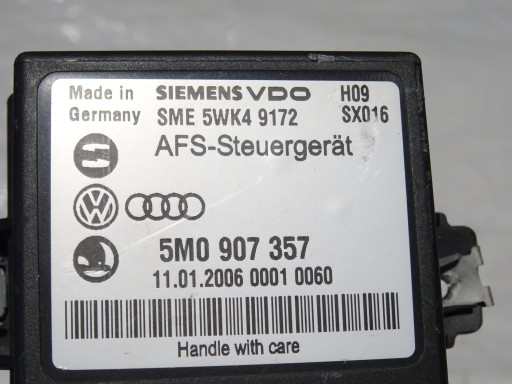 Made in SIEMENS VDO H09
Germany SME 5WK4 9172 SX016
AFS-Steuergerät
5M0 907 357
11.01.2006 0001 0060
Handle with care